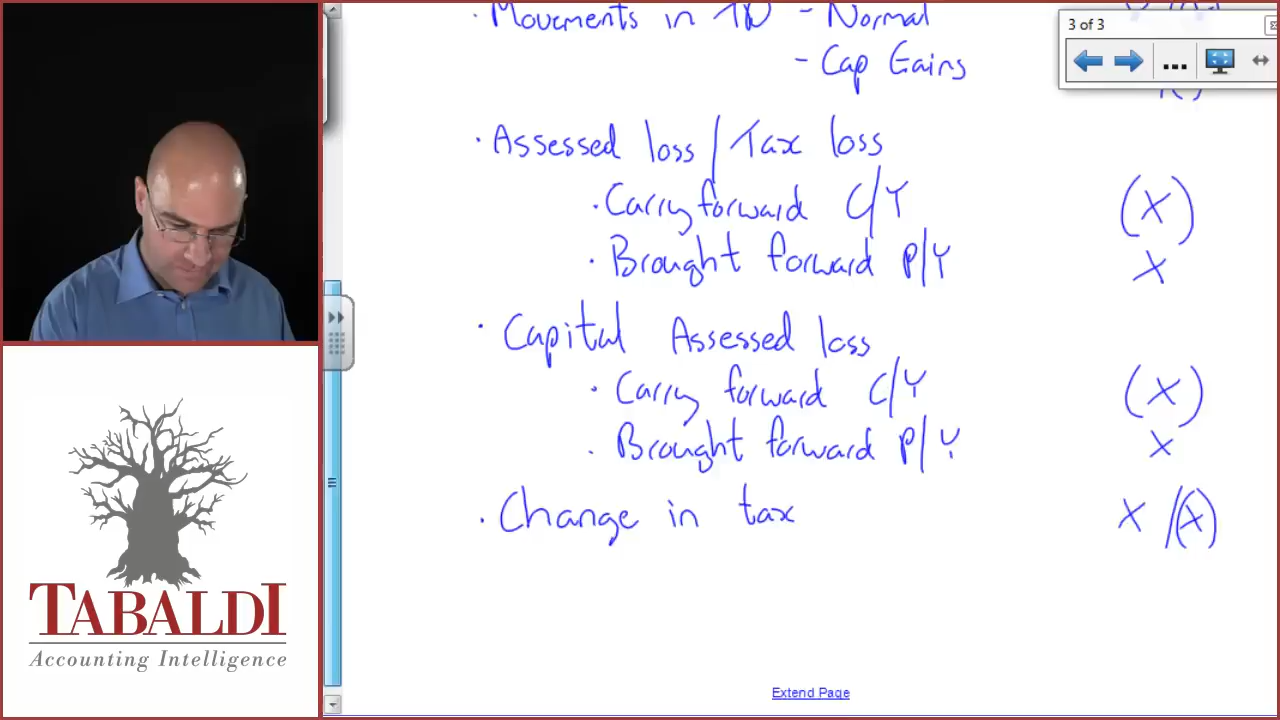 · Movements in TD - Normal
3 of 3
- Cap Gains
...
· Assessed loss / Tax loss
· Carry forward C/Y (X)
· Brought forward P/Y X
· Capital Assessed loss
· Carry forward C/Y (X)
· Brought forward P/Y X
· Change in tax X /(X)
TABALDI
Accounting Intelligence
Extend Page